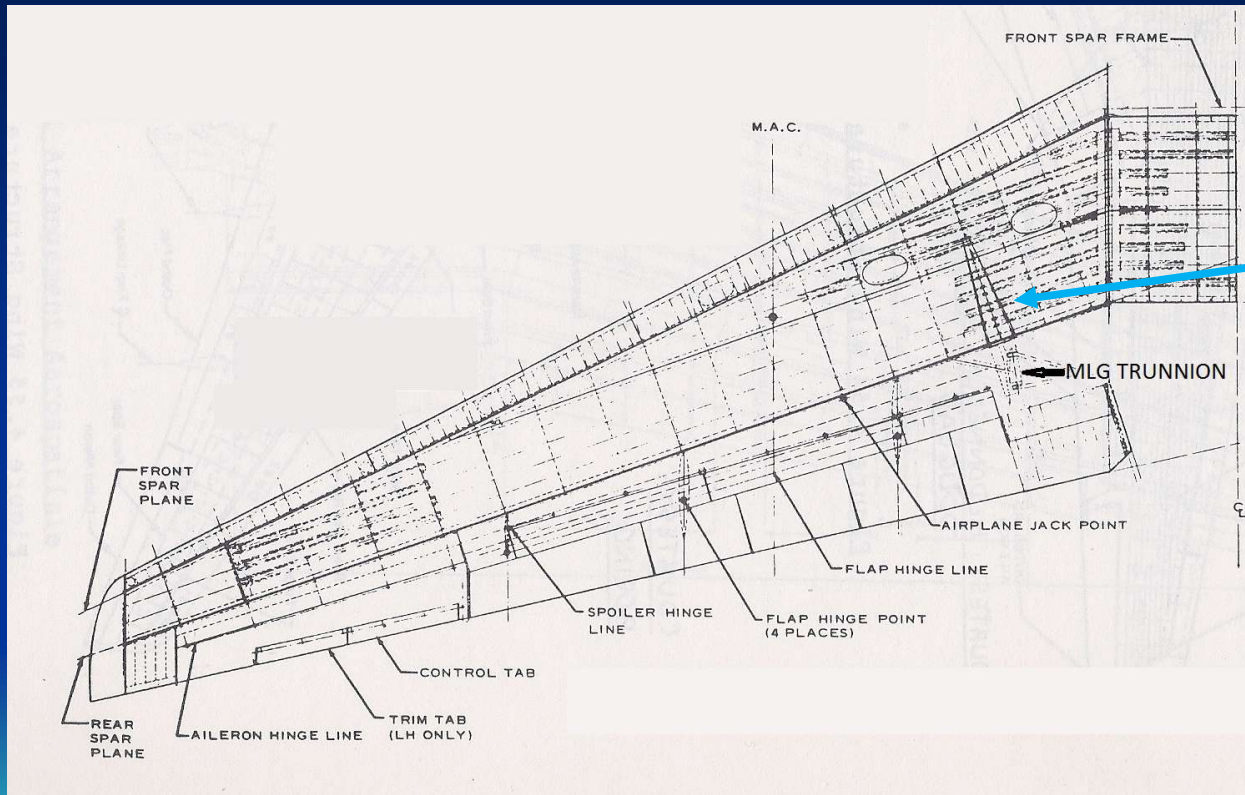 FRONT SPAR FRAME
M.A.C.
MLG TRUNNION
FRONT
SPAR
PLANE
AIRPLANE JACK POINT
℄
FLAP HINGE LINE
SPOILER HINGE
LINE
FLAP HINGE POINT
(4 PLACES)
CONTROL TAB
TRIM TAB
(LH ONLY)
REAR
SPAR
PLANE
AILERON HINGE LINE